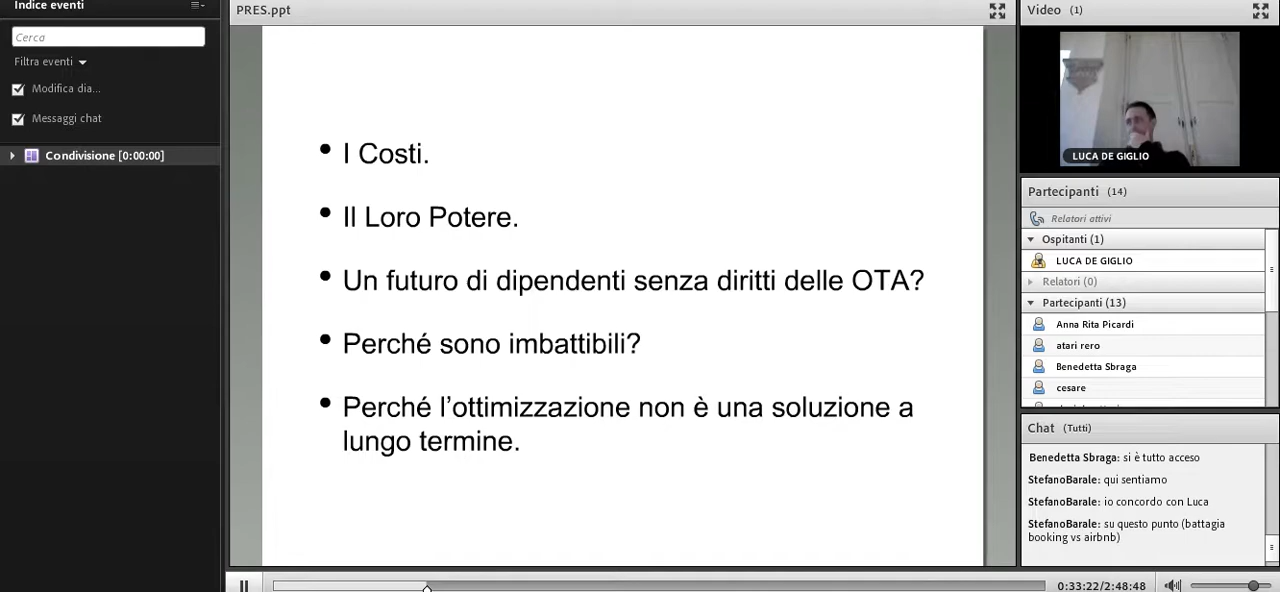 Indice eventi
Cerca
Filtra eventi
Modifica dia...
Messaggi chat
Condivisione [0:00:00]
PRES.ppt
• I Costi.
• Il Loro Potere.
• Un futuro di dipendenti senza diritti delle OTA?
• Perché sono imbattibili?
• Perché l’ottimizzazione non è una soluzione a
lungo termine.
0:33:22/2:48:48
Video (1)
LUCA DE GIGLIO
Partecipanti (14)
Relatori attivi
Ospitanti (1)
LUCA DE GIGLIO
Relatori (0)
Partecipanti (13)
Anna Rita Picardi
atari rero
Benedetta Sbraga
cesare
Chat (Tutti)
Benedetta Sbraga: si è tutto acceso
StefanoBarale: qui sentiamo
StefanoBarale: io concordo con Luca
StefanoBarale: su questo punto (battagia
booking vs airbnb)